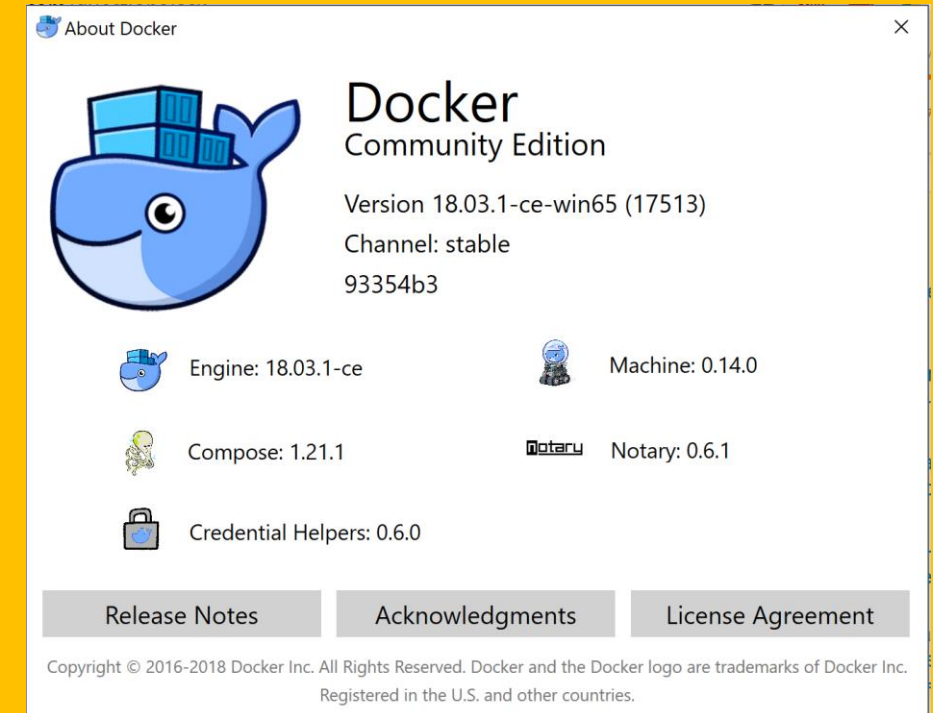 About Docker
Docker
Community Edition
Version 18.03.1-ce-win65 (17513)
Channel: stable
93354b3
Engine: 18.03.1-ce
Machine: 0.14.0
Compose: 1.21.1
notary
Notary: 0.6.1
Credential Helpers: 0.6.0
Release Notes
Acknowledgments
License Agreement
Copyright © 2016-2018 Docker Inc. All Rights Reserved. Docker and the Docker logo are trademarks of Docker Inc.
Registered in the U.S. and other countries.